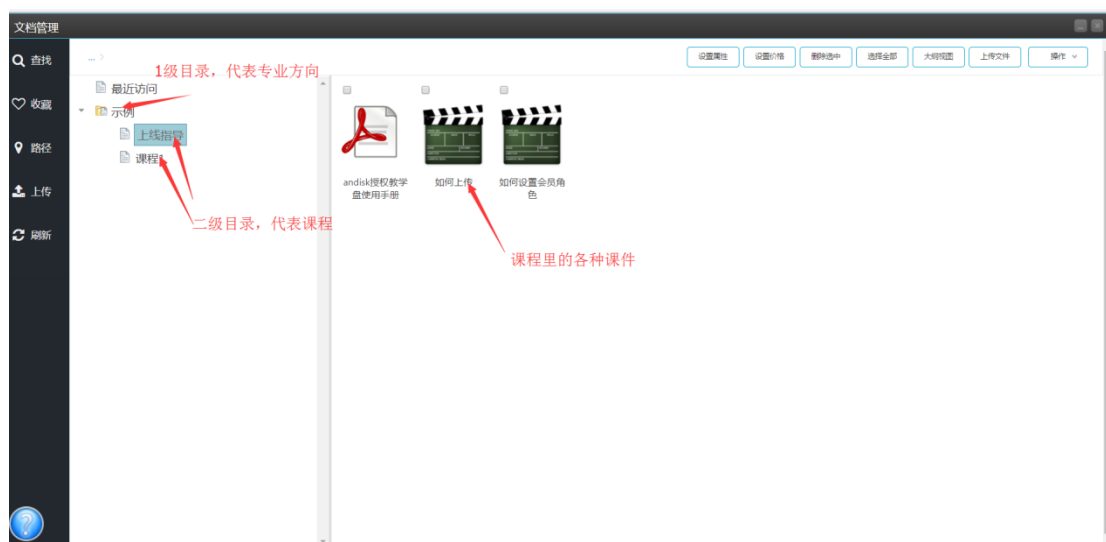 文档管理
查找
收藏
路径
上传
刷新
... >
设置属性
设置价格
删除选中
选择全部
大纲视图
上传文件
操作
1级目录，代表专业方向
最近访问
示例
上线指导
课程1
二级目录，代表课程
andisk授权教学
盘使用手册
如何上传
如何设置会员角
色
课程里的各种课件